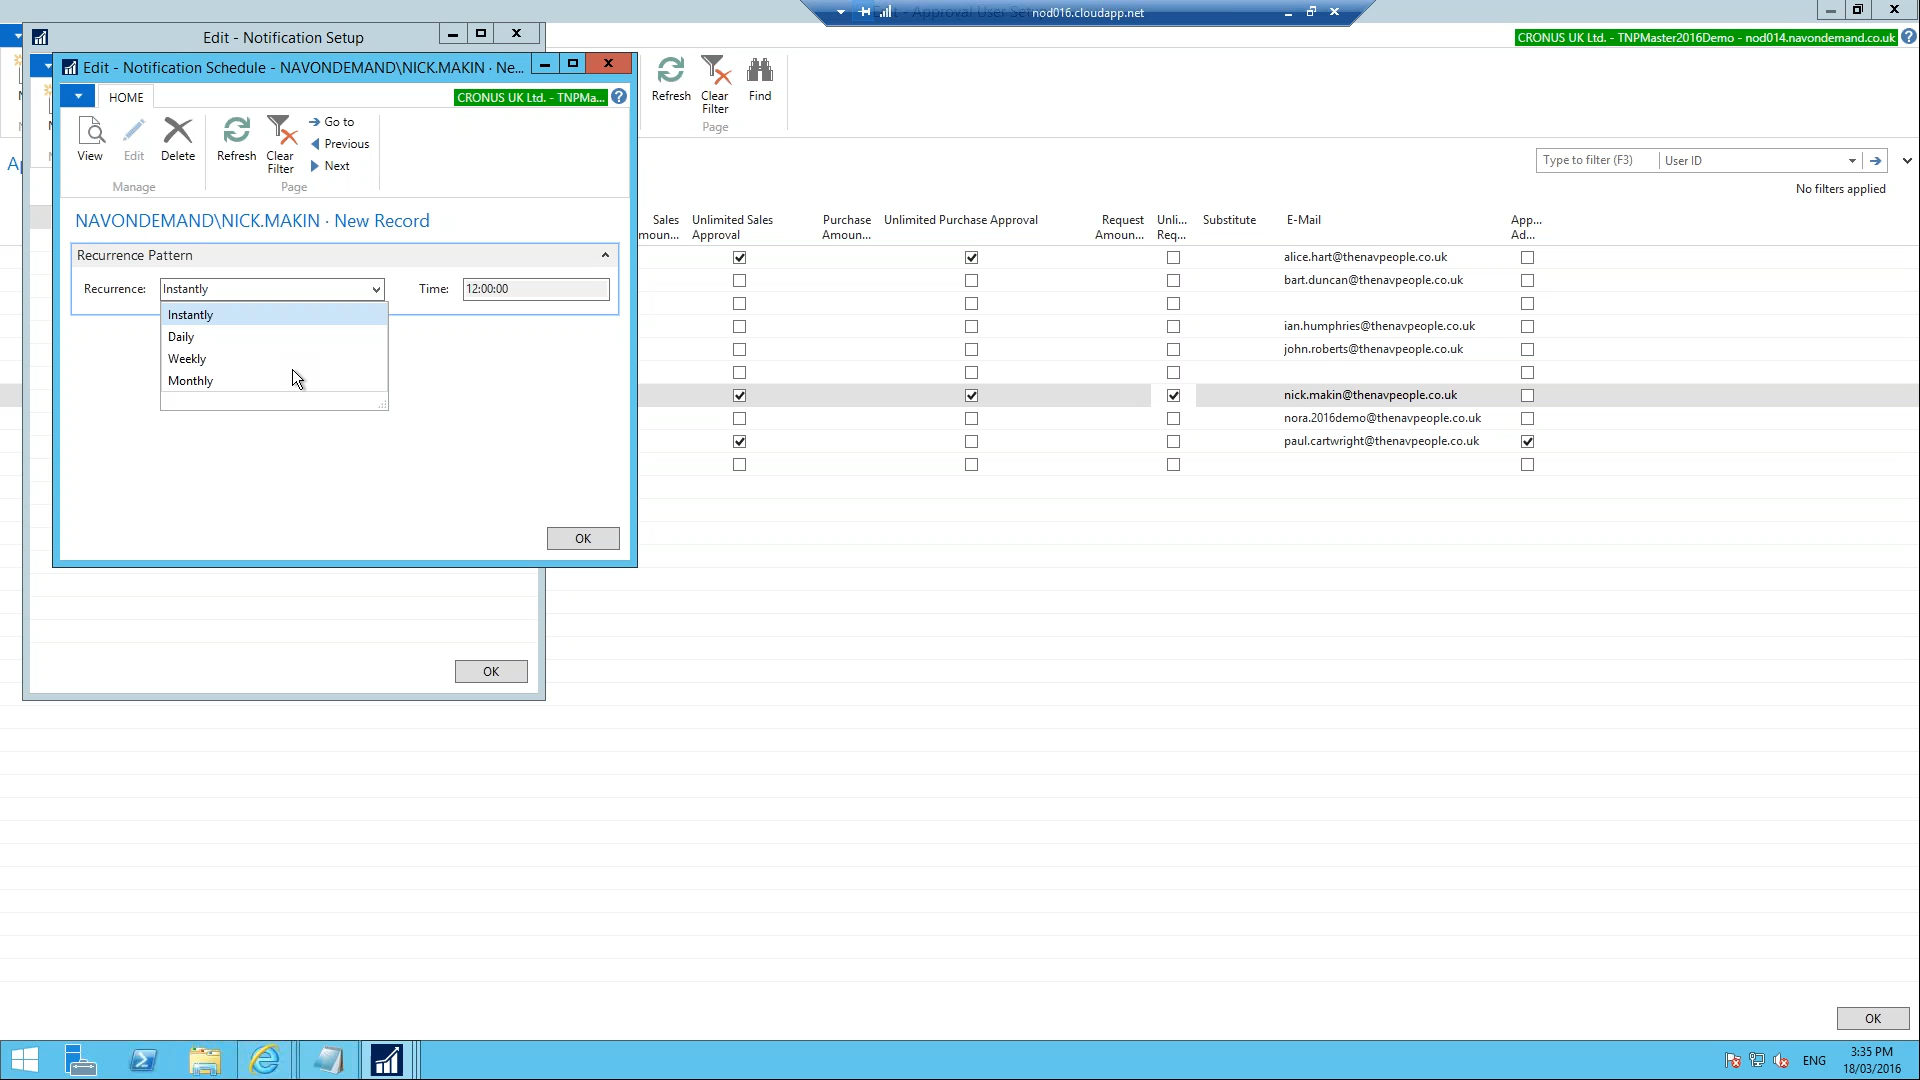 Edit - Approval User Se
nod016.cloudapp.net
CRONUS UK Ltd. - TNPMaster2016Demo - nod014.navondemand.co.uk
Edit - Notification Setup
Edit - Notification Schedule - NAVONDEMAND\NICK.MAKIN · Ne...
HOME
CRONUS UK Ltd. - TNPMa...
View
Edit
Delete
Refresh
Clear Filter
Go to
Previous
Next
Manage
Page
Refresh
Clear Filter
Find
Page
Ap
Type to filter (F3)
User ID
No filters applied
NAVONDEMAND\NICK.MAKIN · New Record
Recurrence Pattern
Recurrence:
Instantly
Time:
12:00:00
Instantly
Daily
Weekly
Monthly
OK
OK
Sales moun...
Unlimited Sales Approval
Purchase Amoun...
Unlimited Purchase Approval
Request Amoun...
Unli... Req...
Substitute
E-Mail
App... Ad...
alice.hart@thenavpeople.co.uk
bart.duncan@thenavpeople.co.uk
ian.humphries@thenavpeople.co.uk
john.roberts@thenavpeople.co.uk
nick.makin@thenavpeople.co.uk
nora.2016demo@thenavpeople.co.uk
paul.cartwright@thenavpeople.co.uk
OK
ENG
3:35 PM
18/03/2016